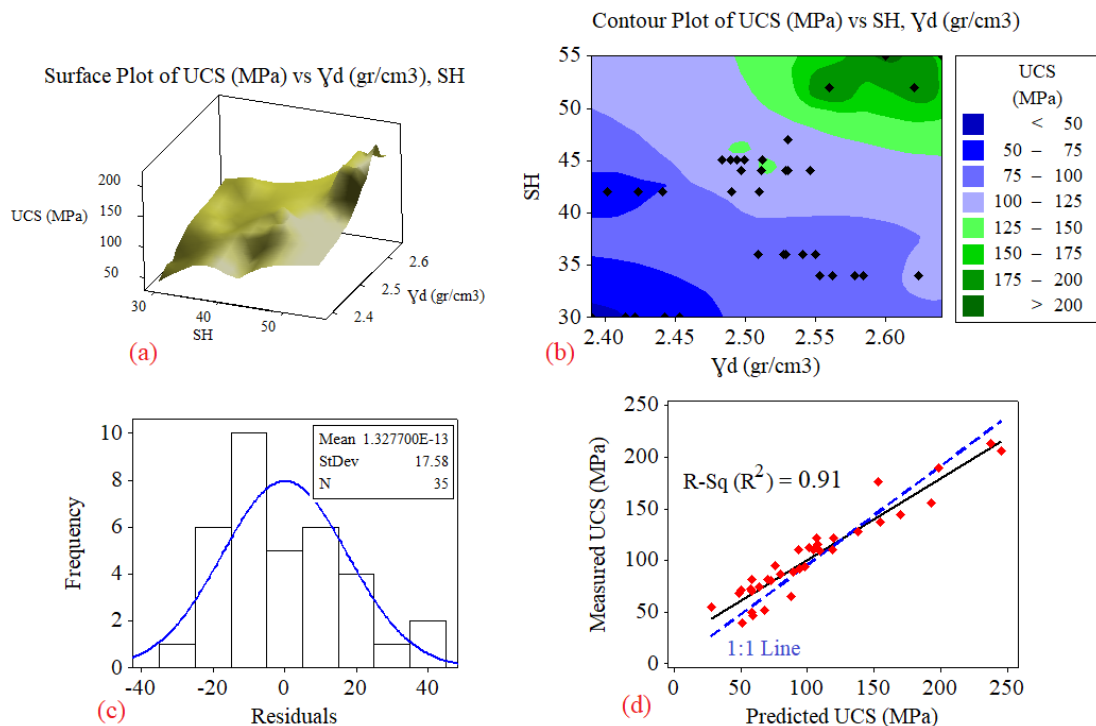 Surface Plot of UCS (MPa) vs Ɣd (gr/cm3), SH
200
150
100
50
UCS (MPa)
30
40
50
SH
2.4
2.5
2.6
Ɣd (gr/cm3)
(a)
Contour Plot of UCS (MPa) vs SH, Ɣd (gr/cm3)
55
50
45
40
35
30
SH
2.40
2.45
2.50
2.55
2.60
Ɣd (gr/cm3)
UCS
(MPa)
< 50
50 – 75
75 – 100
100 – 125
125 – 150
150 – 175
175 – 200
> 200
(b)
10
8
6
4
2
0
Frequency
Mean 1.327700E-13
StDev 17.58
N 35
-40
-20
0
20
40
Residuals
(c)
250
200
150
100
50
0
Measured UCS (MPa)
R-Sq (R²) = 0.91
1:1 Line
0
50
100
150
200
250
Predicted UCS (MPa)
(d)